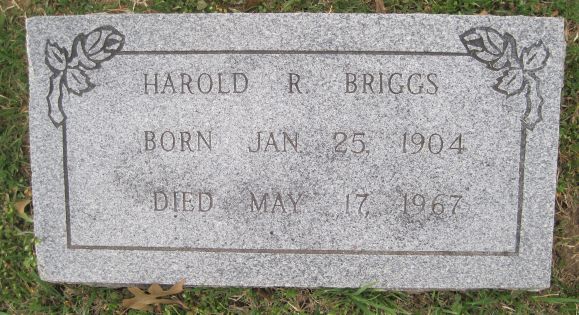 HAROLD R. BRIGGS
BORN JAN. 25, 1904
DIED MAY 17, 1967